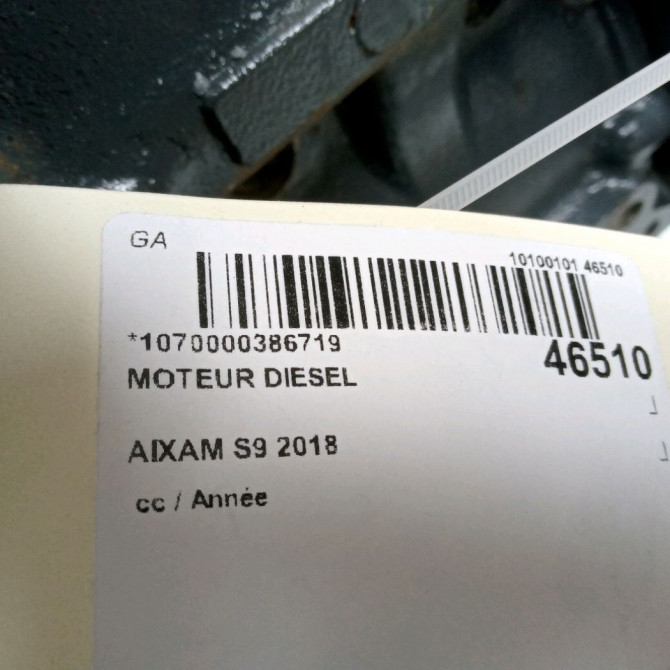 GA
10100101 46510
*1070000386719
46510
MOTEUR DIESEL
AIXAM S9 2018
cc / Année